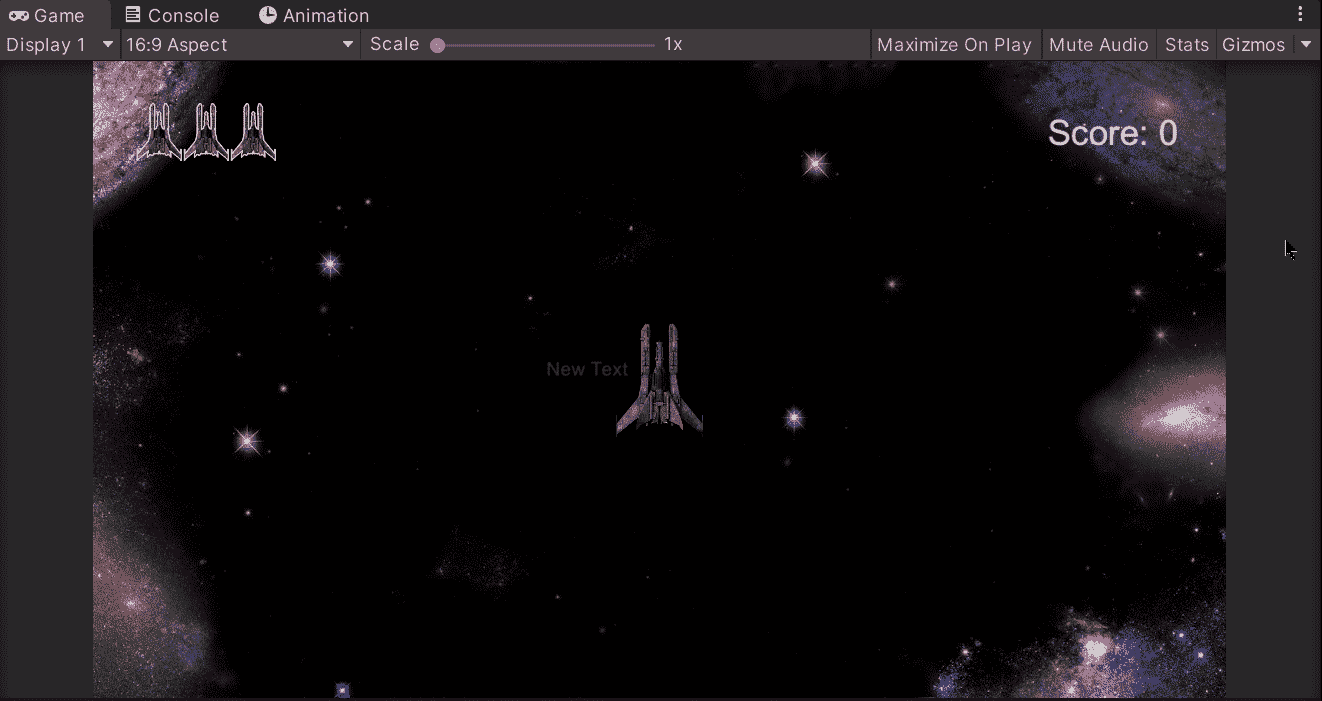 Game Console Animation
Display 1 16:9 Aspect Scale 1x Maximize On Play Mute Audio Stats Gizmos
Score: 0
New Text